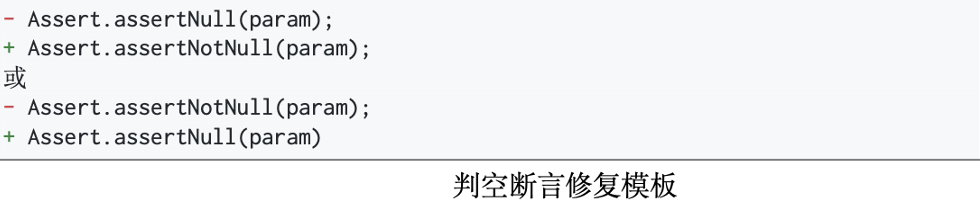 - Assert.assertNull(param);
+ Assert.assertNotNull(param);
或
- Assert.assertNotNull(param);
+ Assert.assertNull(param)
判空断言修复模板